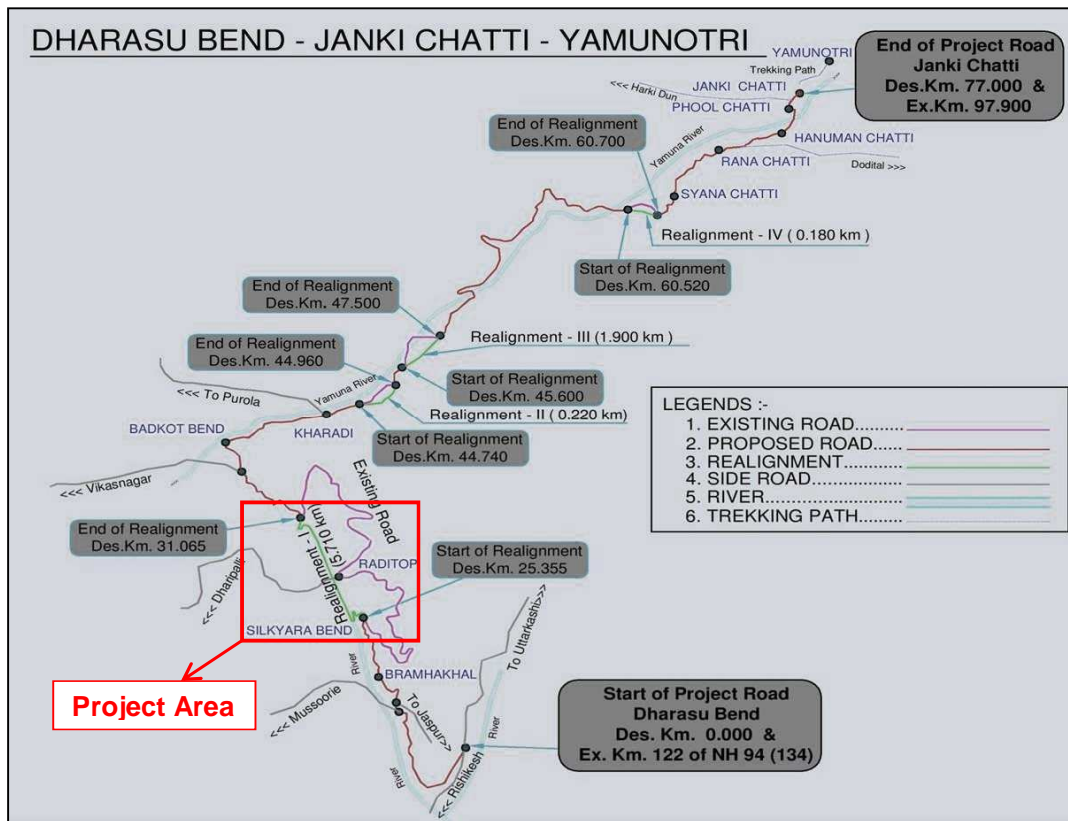 DHARASU BEND - JANKI CHATTI - YAMUNOTRI
YAMUNOTRI
Trekking Path
End of Project Road
Janki Chatti
Des.Km. 77.000 &
Ex.Km. 97.900
<<< Harki Dun
JANKI CHATTI
PHOOL CHATTI
HANUMAN CHATTI
RANA CHATTI
Dodital >>>
SYANA CHATTI
Yamuna River
End of Realignment
Des.Km. 60.700
Realignment - IV ( 0.180 km )
Start of Realignment
Des.Km. 60.520
End of Realignment
Des.Km. 47.500
Realignment - III (1.900 km )
End of Realignment
Des.Km. 44.960
Start of Realignment
Des.Km. 45.600
<<< To Purola
Yamuna River
Realignment - II ( 0.220 km)
BADKOT BEND
KHARADI
Start of Realignment
Des.Km. 44.740
LEGENDS :-
1. EXISTING ROAD..........
2. PROPOSED ROAD........
3. REALIGNMENT..............
4. SIDE ROAD....................
5. RIVER............................
6. TREKKING PATH.........
<<< Vikasnagar
Existing Road
End of Realignment
Des.Km. 31.065
Realignment - I (5.710 km)
RADITOP
Start of Realignment
Des.Km. 25.355
SILKYARA BEND
To Uttarkashi>>>
River
BRAMHAKHAL
Project Area
<<< Mussoorie
To Jaspur>>
Start of Project Road
Dharasu Bend
Des. Km. 0.000 &
Ex. Km. 122 of NH 94 (134)
River
River
<<< Rishikesh